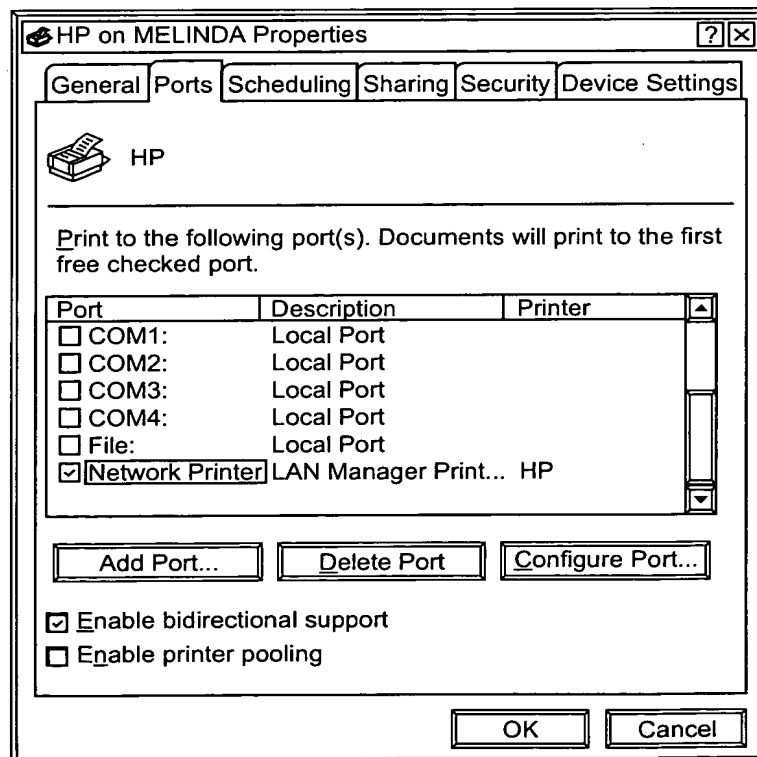 HP on MELINDA Properties ? ×
General Ports Scheduling Sharing Security Device Settings
HP
Print to the following port(s). Documents will print to the first
free checked port.
Port Description Printer
COM1: Local Port
COM2: Local Port
COM3: Local Port
COM4: Local Port
File: Local Port
Network Printer LAN Manager Print... HP
Add Port... Delete Port Configure Port...
Enable bidirectional support
Enable printer pooling
OK Cancel